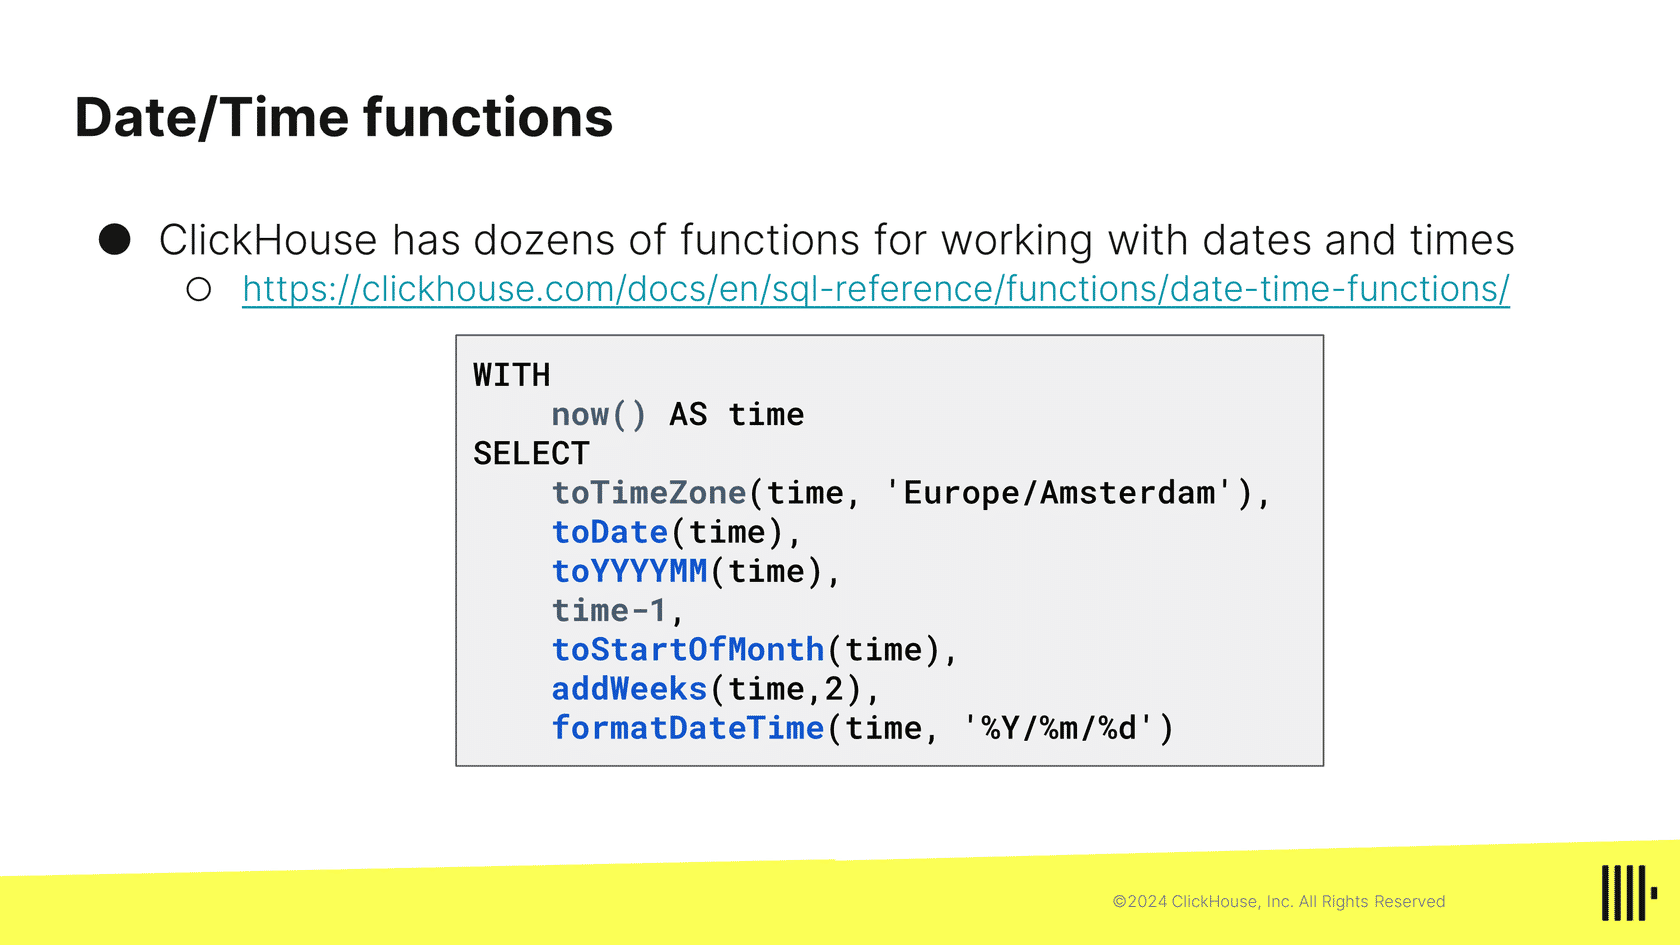 Date/Time functions
● ClickHouse has dozens of functions for working with dates and times
○ https://clickhouse.com/docs/en/sql-reference/functions/date-time-functions/
WITH
    now() AS time
SELECT
    toTimeZone(time, 'Europe/Amsterdam'),
    toDate(time),
    toYYYYMM(time),
    time-1,
    toStartOfMonth(time),
    addWeeks(time,2),
    formatDateTime(time, '%Y/%m/%d')
©2024 ClickHouse, Inc. All Rights Reserved